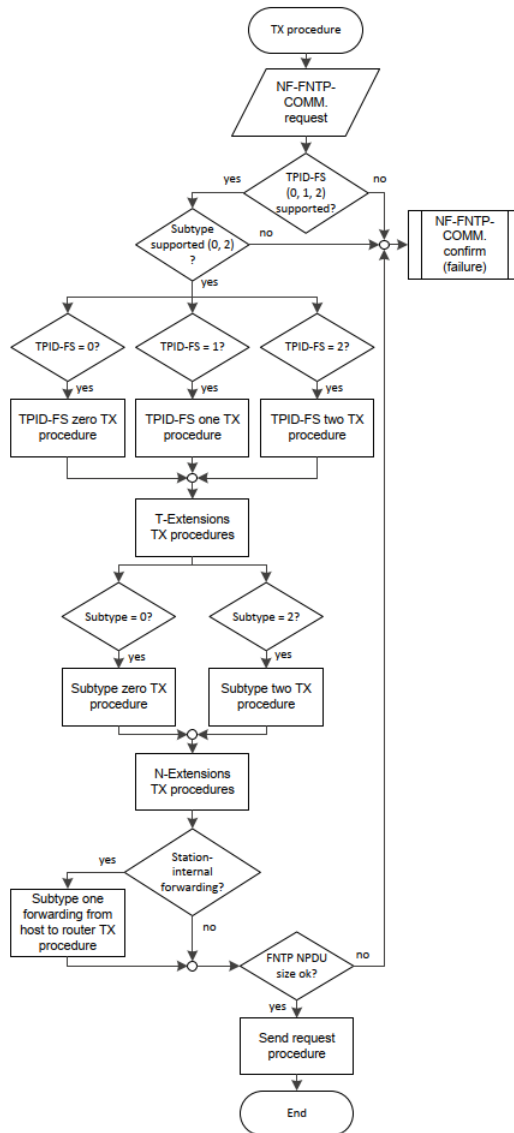 TX procedure
NF-FNTP-
COMM.
request
yes
TPID-FS
(0, 1, 2)
supported?
no
Subtype
supported (0, 2)
?
no
NF-FNTP-
COMM.
confirm
(failure)
yes
TPID-FS = 0?
TPID-FS = 1?
TPID-FS = 2?
yes
yes
yes
TPID-FS zero TX
procedure
TPID-FS one TX
procedure
TPID-FS two TX
procedure
T-Extensions
TX procedures
Subtype = 0?
Subtype = 2?
yes
yes
Subtype zero TX
procedure
Subtype two TX
procedure
N-Extensions
TX procedures
yes
Station-
internal
forwarding?
Subtype one
forwarding from
host to router TX
procedure
no
FNTP NPDU
size ok?
no
yes
Send request
procedure
End